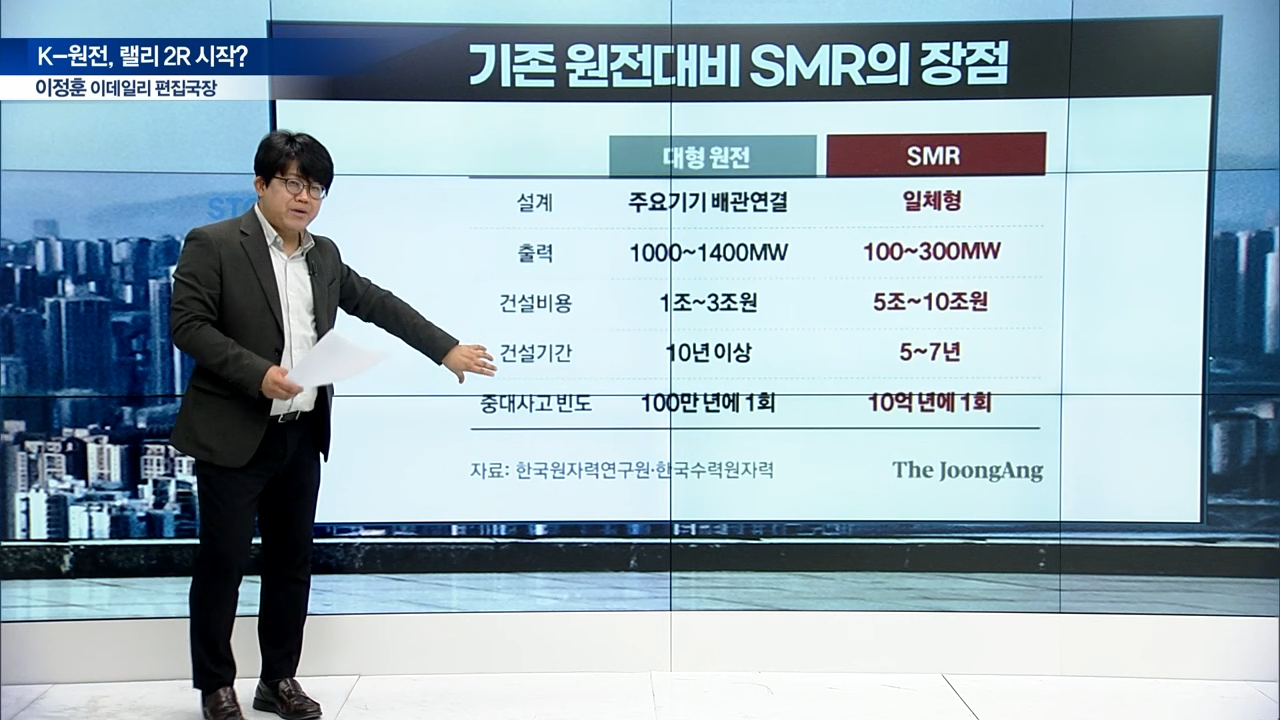 K-원전, 랠리 2R 시작?
이정훈 이데일리 편집국장
기존 원전대비 SMR의 장점
대형 원전 SMR
설계 주요기기 배관연결 일체형
출력 1000~1400MW 100~300MW
건설비용 1조~3조원 5조~10조원
건설기간 10년 이상 5~7년
중대사고 빈도 100만 년에 1회 10억 년에 1회
자료: 한국원자력연구원·한국수력원자력 The JoongAng